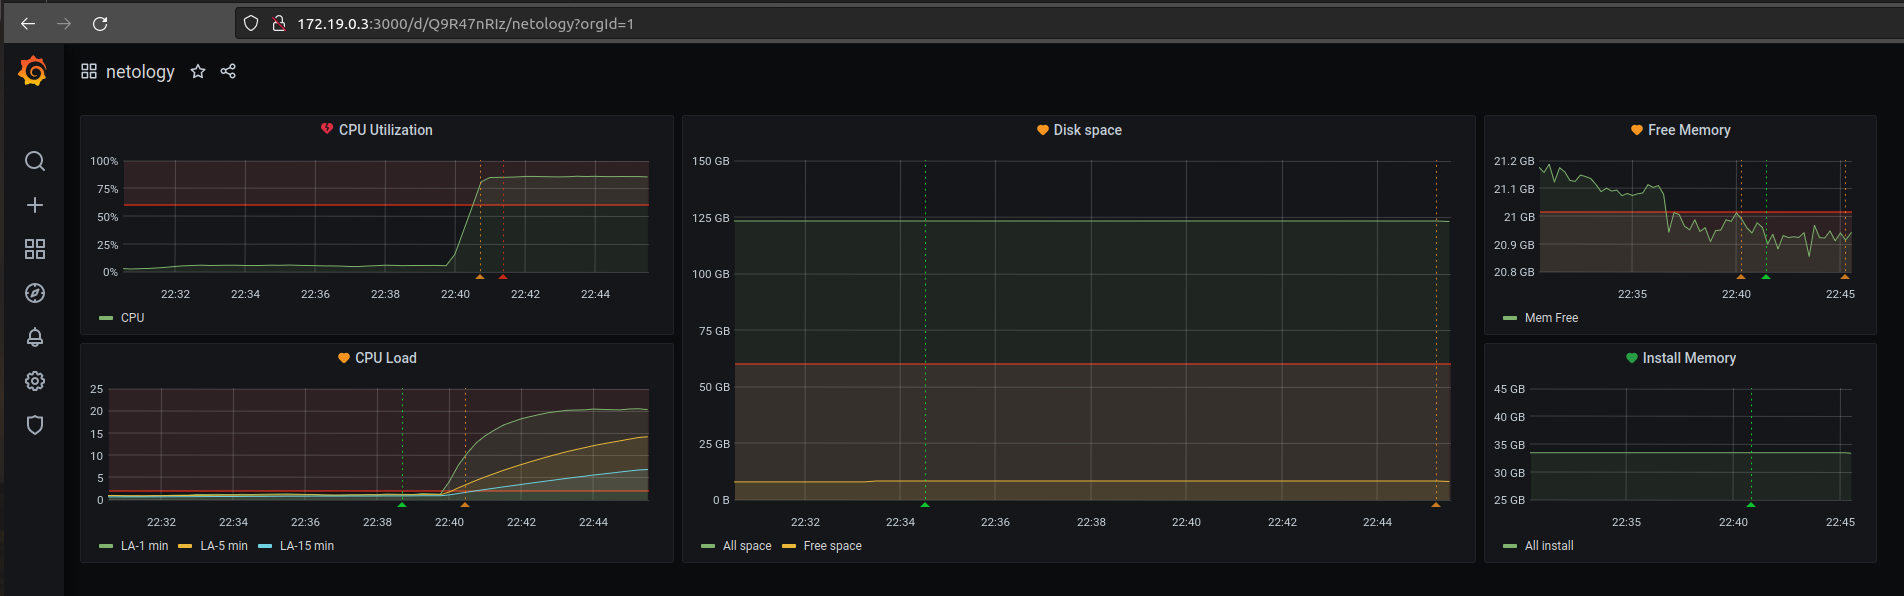 172.19.0.3:3000/d/Q9R47nRIz/netology?orgId=1
netology
CPU Utilization
100%
75%
50%
25%
0%
22:32 22:34 22:36 22:38 22:40 22:42 22:44
CPU
CPU Load
25
20
15
10
5
0
22:32 22:34 22:36 22:38 22:40 22:42 22:44
LA-1 min LA-5 min LA-15 min
Disk space
150 GB
125 GB
100 GB
75 GB
50 GB
25 GB
0 B
22:32 22:34 22:36 22:38 22:40 22:42 22:44
All space Free space
Free Memory
21.2 GB
21.1 GB
21 GB
20.9 GB
20.8 GB
22:35 22:40 22:45
Mem Free
Install Memory
45 GB
40 GB
35 GB
30 GB
25 GB
22:35 22:40 22:45
All install